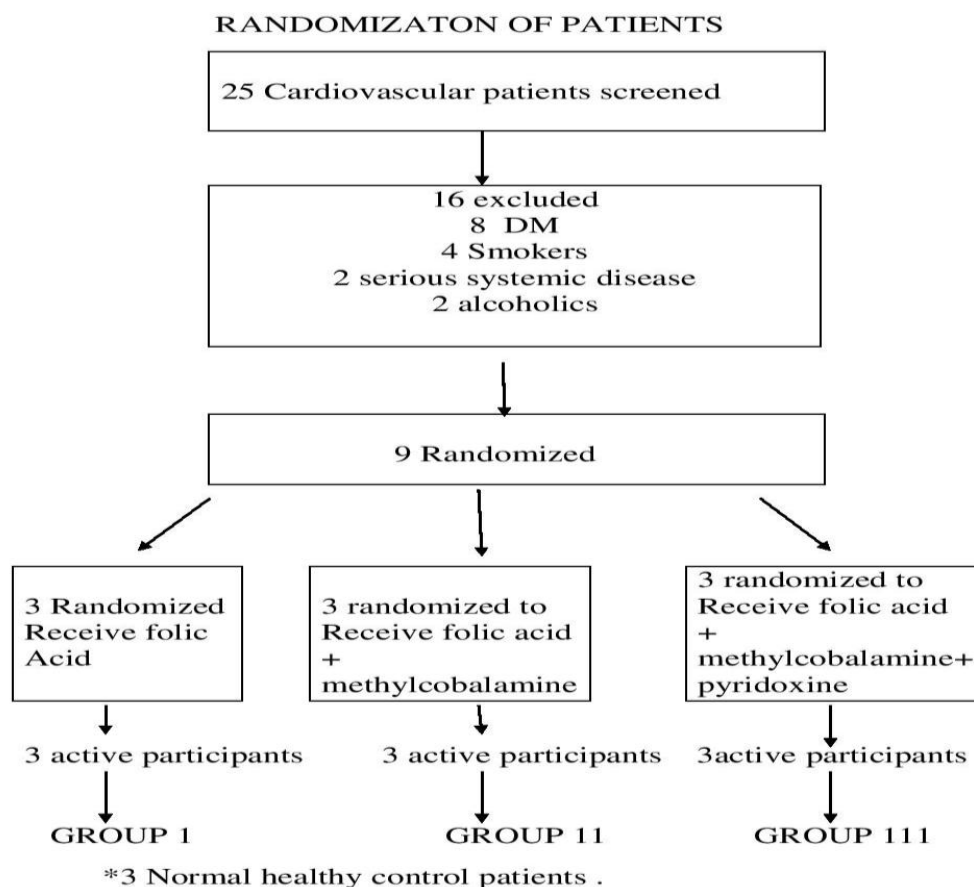 RANDOMIZATON OF PATIENTS
25 Cardiovascular patients screened
16 excluded
8 DM
4 Smokers
2 serious systemic disease
2 alcoholics
9 Randomized
3 Randomized
Receive folic
Acid
3 randomized to
Receive folic acid
+
methylcobalamine
3 randomized to
Receive folic acid
+
methylcobalamine+
pyridoxine
3 active participants
3 active participants
3active participants
GROUP 1
GROUP 11
GROUP 111
*3 Normal healthy control patients .